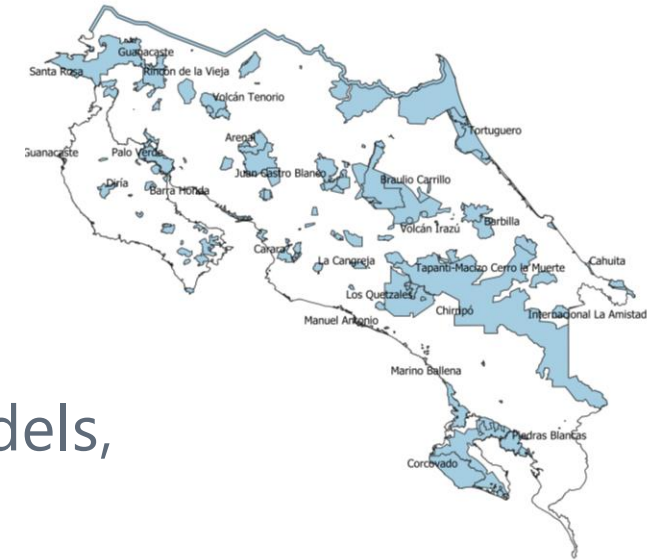 Guanacaste
Santa Rosa
Rincón de la Vieja
Volcán Tenorio
Tortuguero
Arenal
Guanacaste
Palo Verde
Juan Castro Blanco
Braulio Carrillo
Diría
Barra Honda
Barbilla
Volcán Irazú
Carara
La Cangreja
Tapantí-Macizo Cerro la Muerte
Cahuita
Los Quetzales
Chirripó
Internacional La Amistad
Manuel Antonio
Marino Ballena
dels,
Piedras Blancas
Corcovado